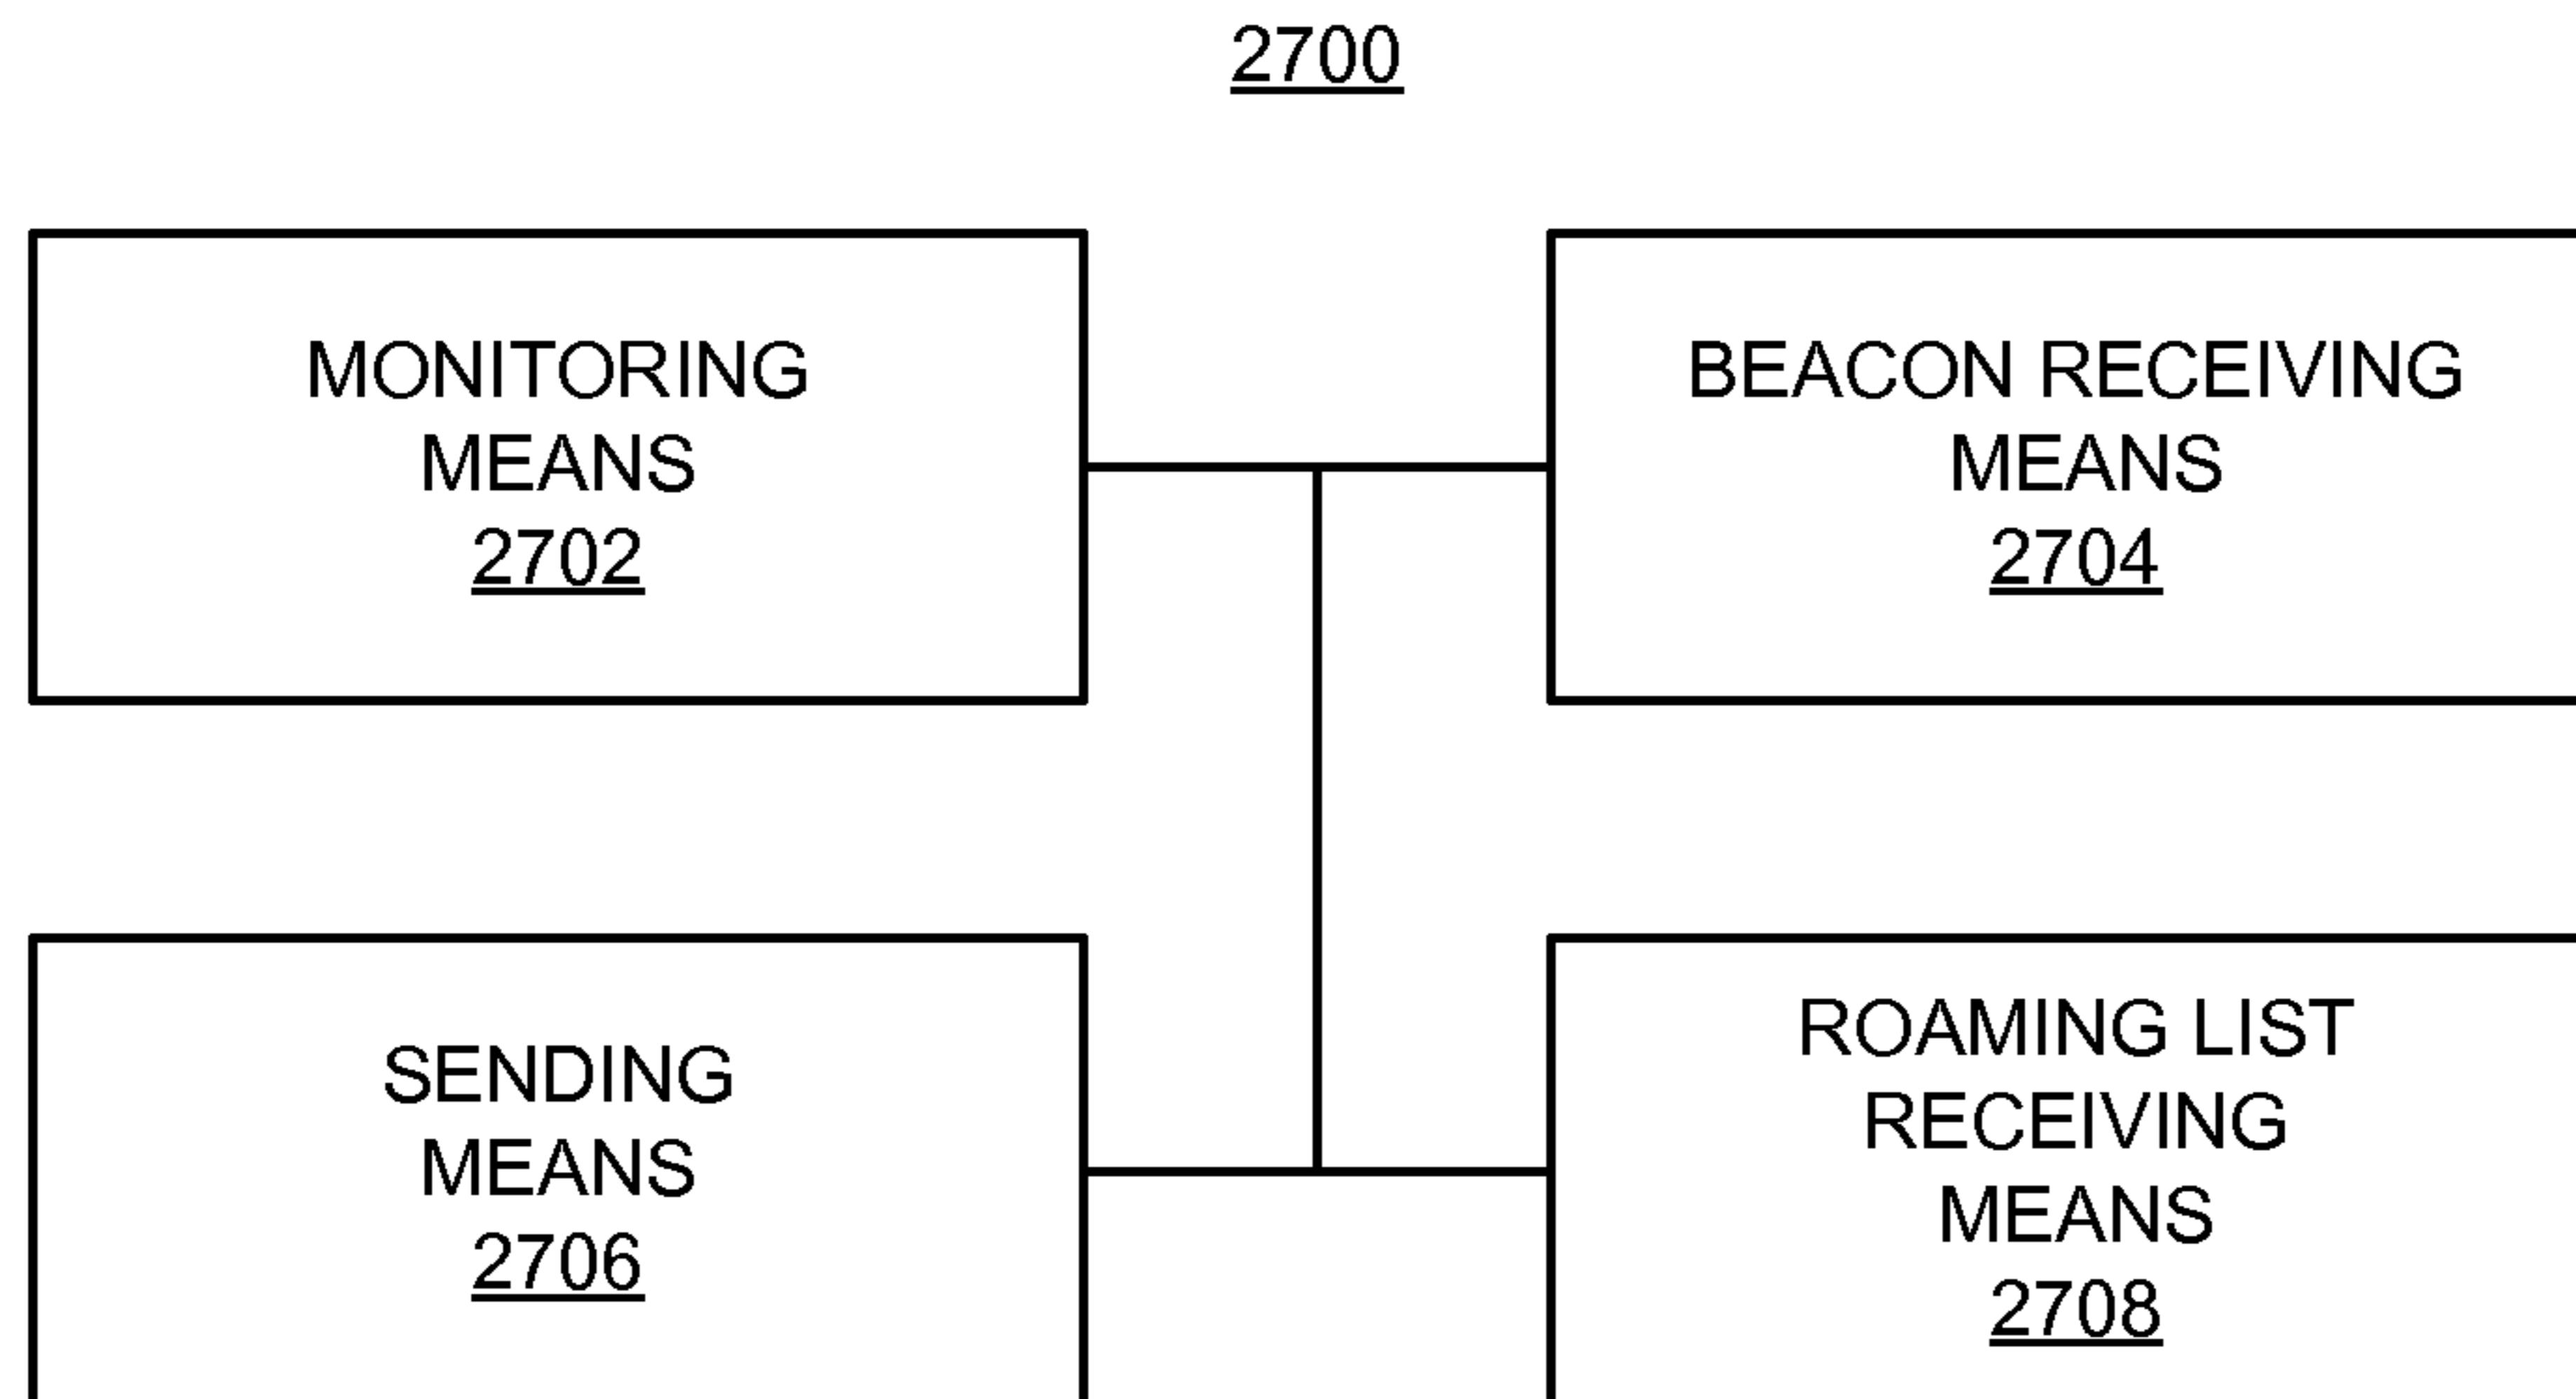 2700
MONITORING
MEANS
2702
BEACON RECEIVING
MEANS
2704
SENDING
MEANS
2706
ROAMING LIST
RECEIVING
MEANS
2708